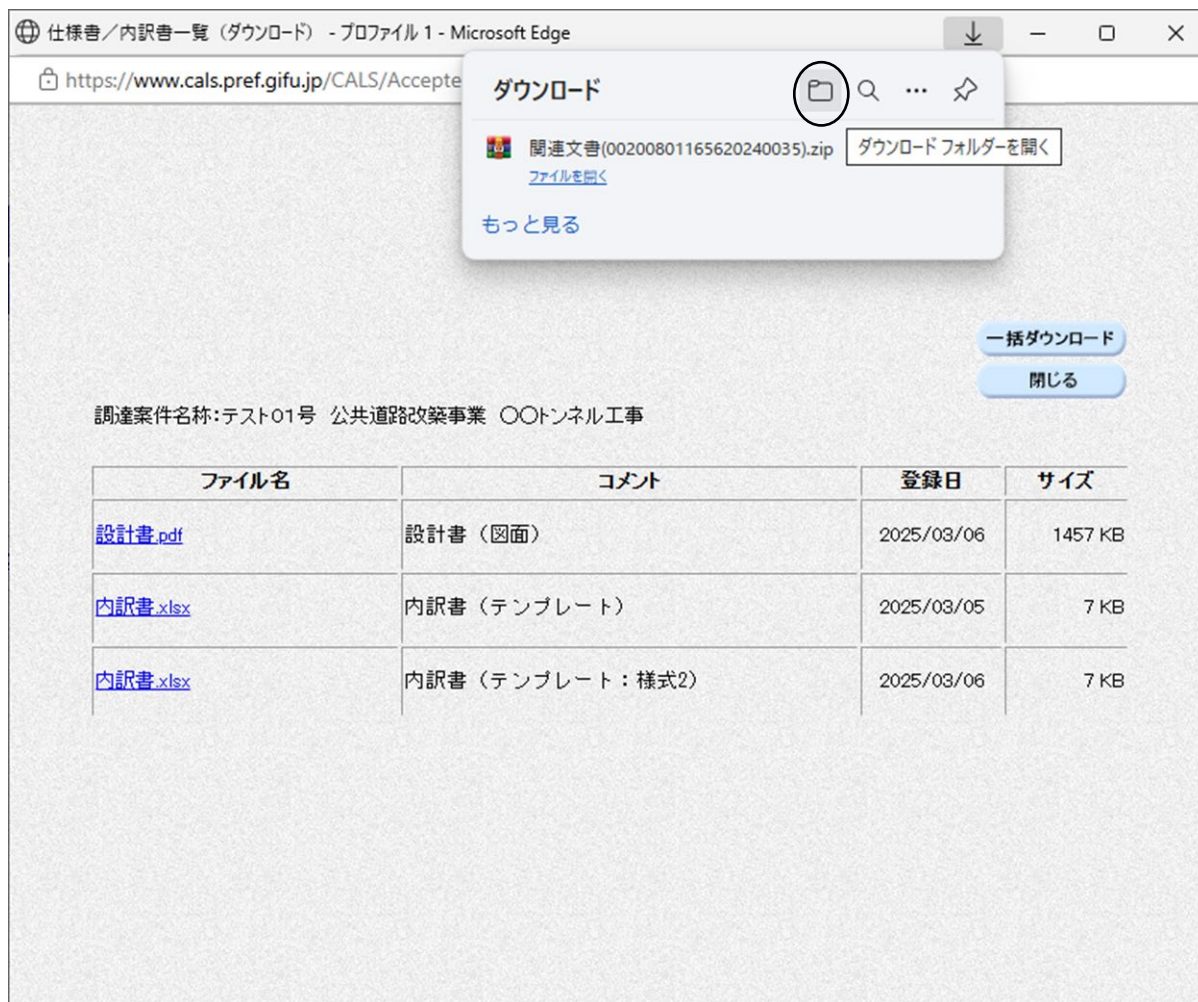 仕様書／内訳書一覧（ダウンロード） - プロファイル 1 - Microsoft Edge
https://www.cals.pref.gifu.jp/CALS/Accepte
ダウンロード
関連文書(00200801165620240035).zip
ダウンロード フォルダーを開く
ファイルを開く
もっと見る
一括ダウンロード
閉じる
調達案件名称:テスト01号 公共道路改築事業 〇〇トンネル工事
ファイル名 コメント 登録日 サイズ
設計書.pdf 設計書（図面） 2025/03/06 1457 KB
内訳書.xlsx 内訳書（テンプレート） 2025/03/05 7 KB
内訳書.xlsx 内訳書（テンプレート：様式2） 2025/03/06 7 KB